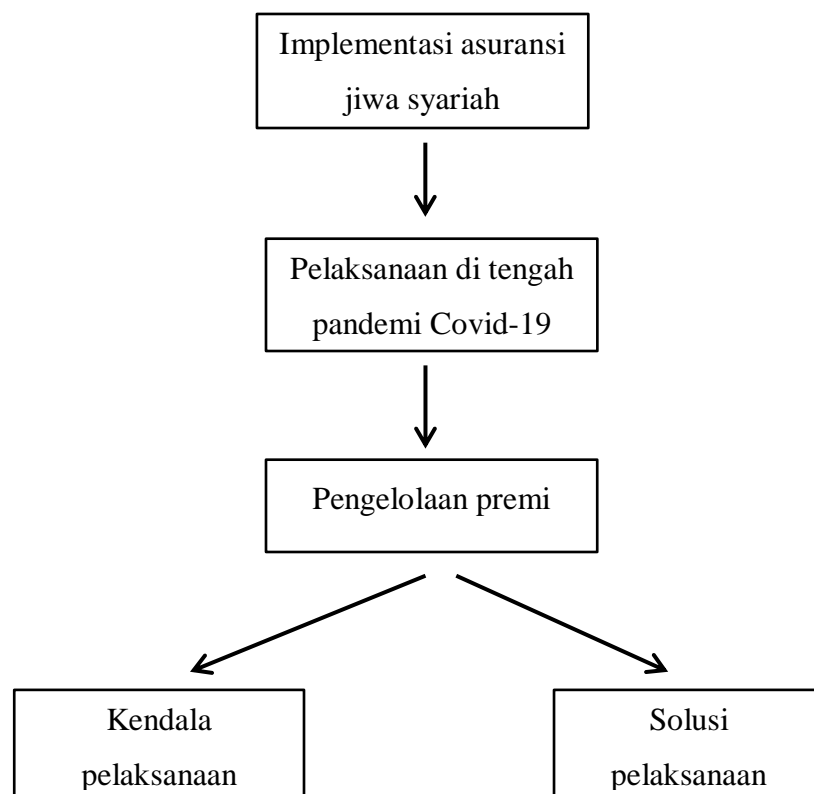 Implementasi asuransi
jiwa syariah
Pelaksanaan di tengah
pandemi Covid-19
Pengelolaan premi
Kendala
pelaksanaan
Solusi
pelaksanaan